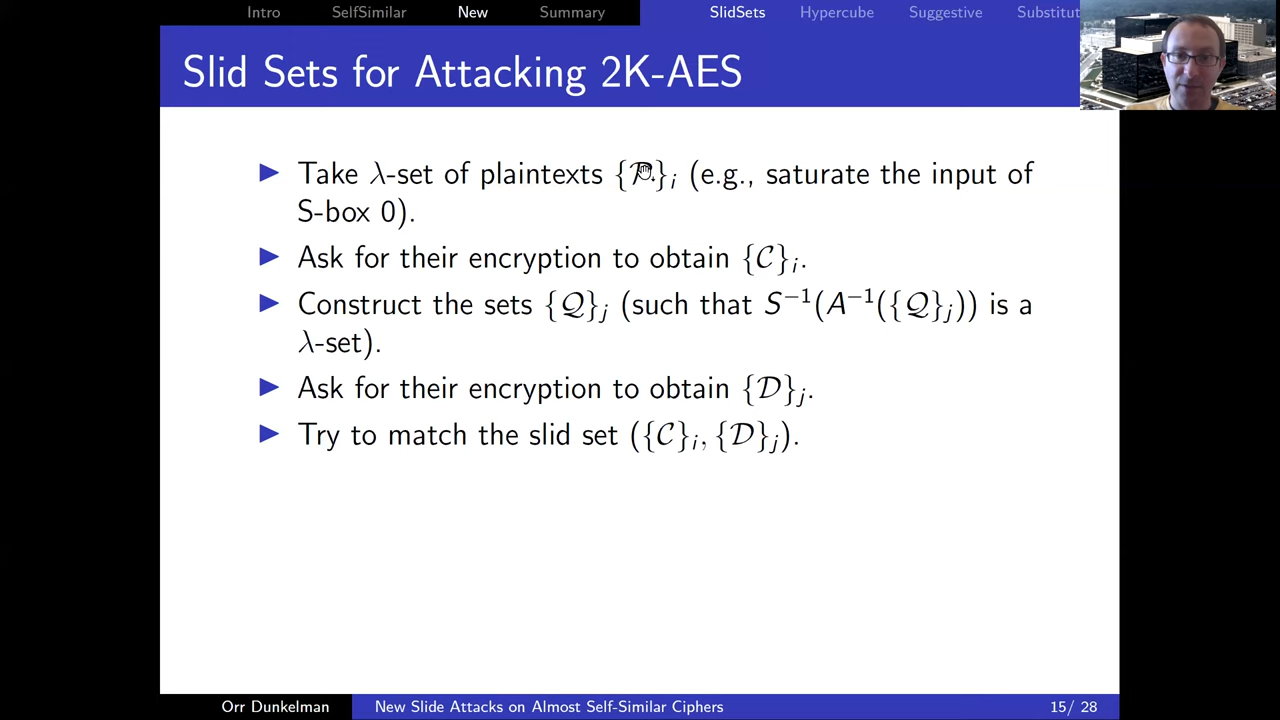 Intro SelfSimilar New Summary SlidSets Hypercube Suggestive Substitut
Slid Sets for Attacking 2K-AES
▶ Take λ-set of plaintexts {𝒫}ᵢ (e.g., saturate the input of
S-box 0).
▶ Ask for their encryption to obtain {𝒞}ᵢ.
▶ Construct the sets {𝒬}ⱼ (such that S⁻¹(A⁻¹({𝒬}ⱼ)) is a
λ-set).
▶ Ask for their encryption to obtain {𝒟}ⱼ.
▶ Try to match the slid set ({𝒞}ᵢ, {𝒟}ⱼ).
Orr Dunkelman New Slide Attacks on Almost Self-Similar Ciphers 15/ 28